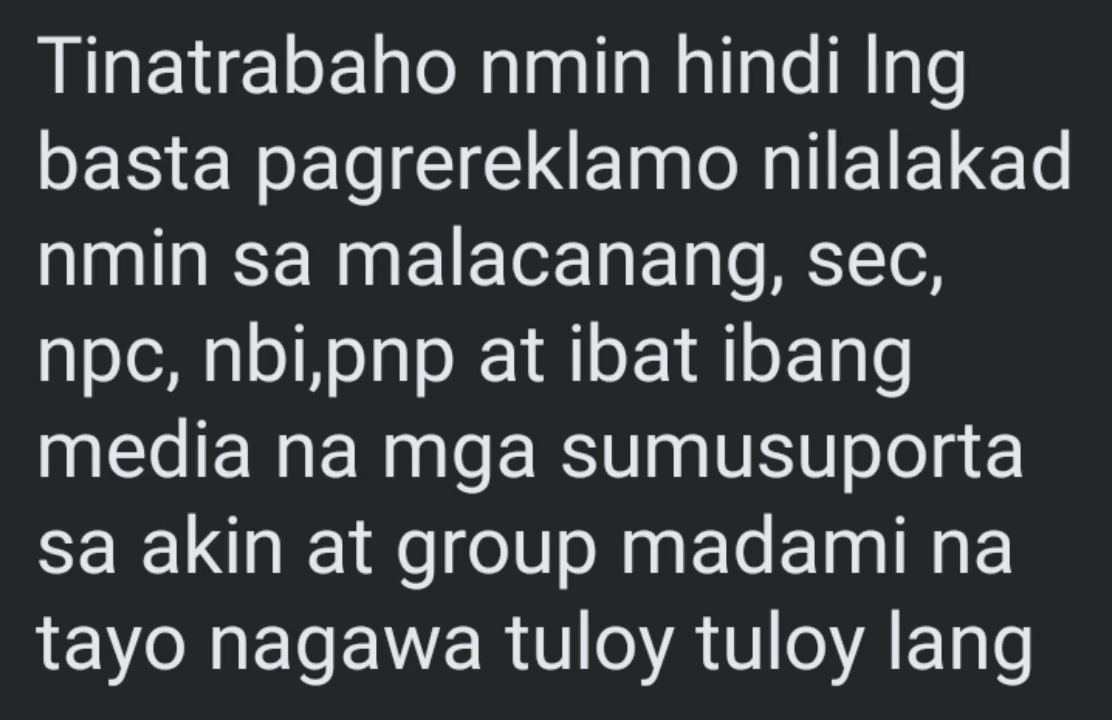 Tinatrabaho nmin hindi lng
basta pagrereklamo nilalakad
nmin sa malacanang, sec,
npc, nbi,pnp at ibat ibang
media na mga sumusuporta
sa akin at group madami na
tayo nagawa tuloy tuloy lang